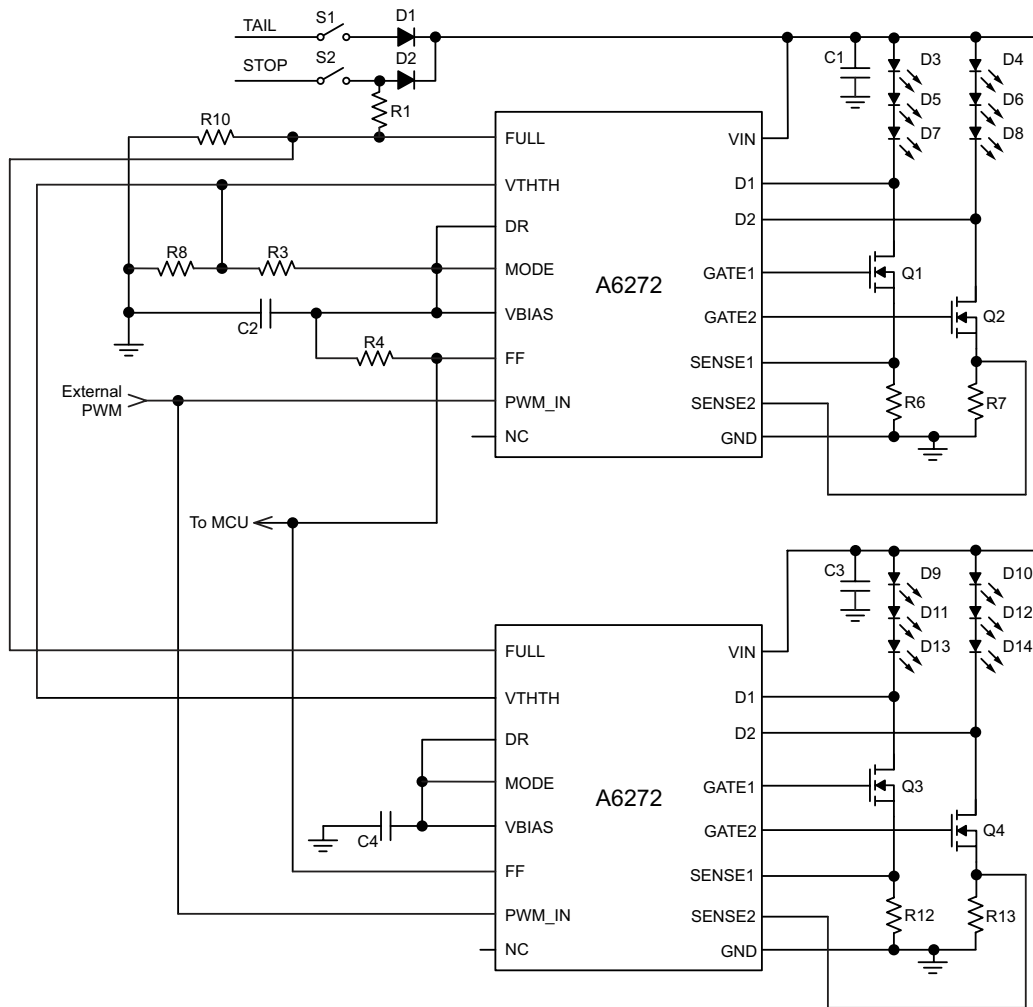 TAIL
S1
D1
STOP
S2
D2
R1
R10
C1
D3
D4
D5
D6
D7
D8
FULL
VIN
VTHTH
D1
DR
D2
R8
R3
MODE
A6272
GATE1
Q1
C2
VBIAS
GATE2
Q2
R4
FF
SENSE1
External
PWM
PWM_IN
SENSE2
R6
R7
NC
GND
To MCU
C3
D9
D10
D11
D12
D13
D14
FULL
VIN
VTHTH
D1
DR
D2
MODE
A6272
GATE1
Q3
C4
VBIAS
GATE2
Q4
FF
SENSE1
PWM_IN
SENSE2
R12
R13
NC
GND